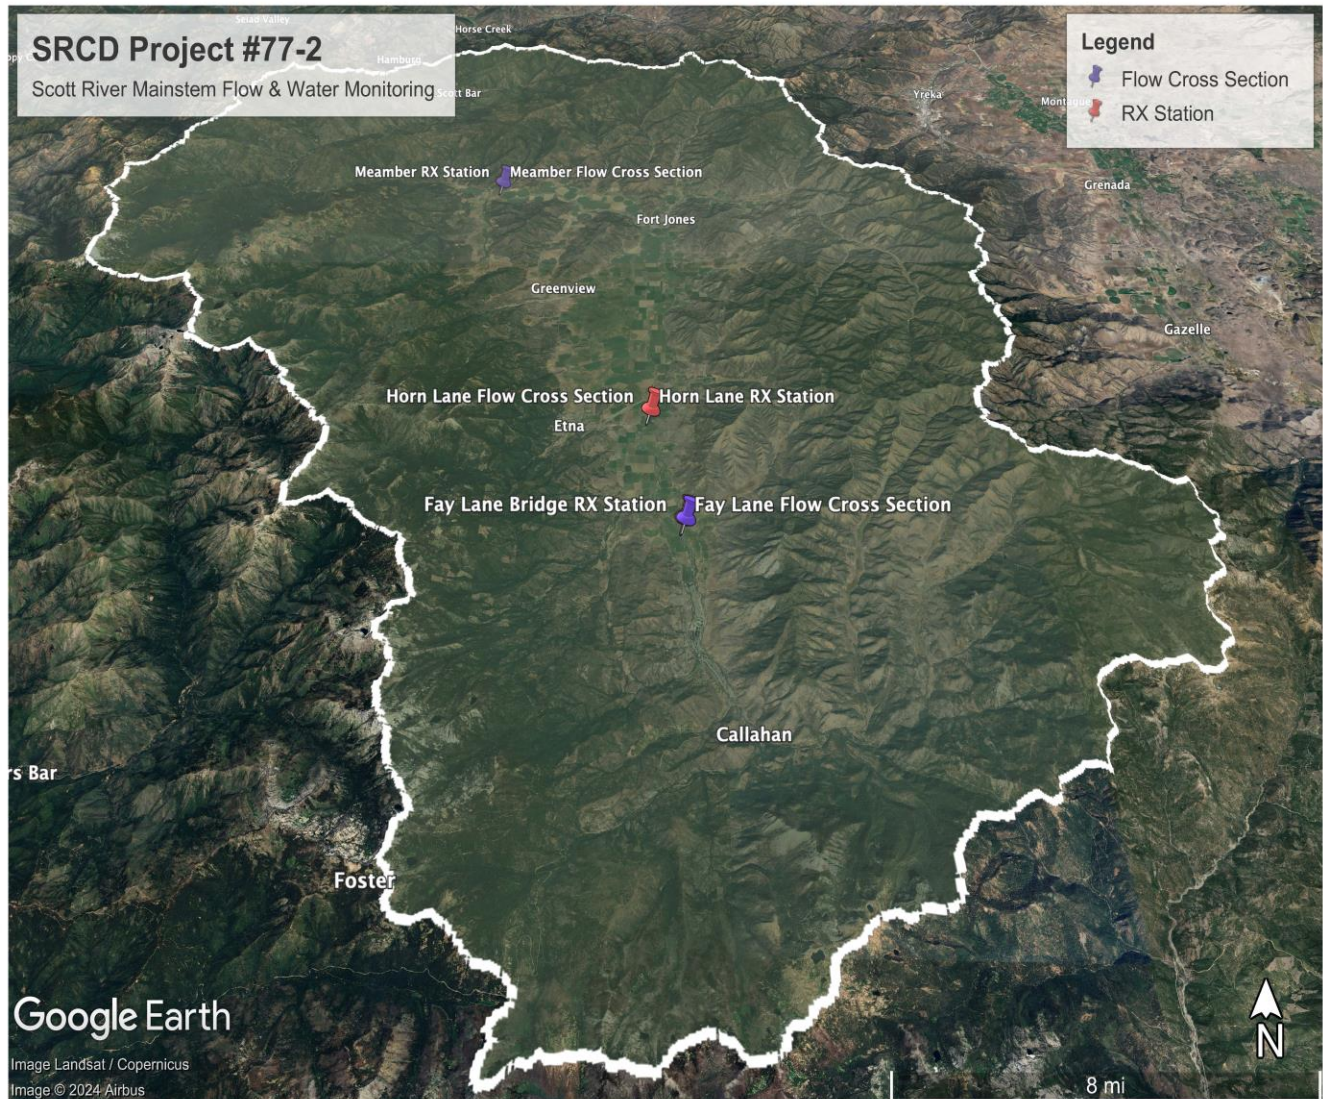 Seiad Valley
Horse Creek
SRCD Project #77-2
Hamburg
Scott River Mainstem Flow & Water Monitoring
Scott Bar
Legend
Flow Cross Section
RX Station
Yreka
Montague
Meamber RX Station
Meamber Flow Cross Section
Grenada
Fort Jones
Greenview
Gazelle
Horn Lane Flow Cross Section
Horn Lane RX Station
Etna
Fay Lane Bridge RX Station
Fay Lane Flow Cross Section
Callahan
rs Bar
Foster
Google Earth
Image Landsat / Copernicus
Image © 2024 Airbus
N
8 mi